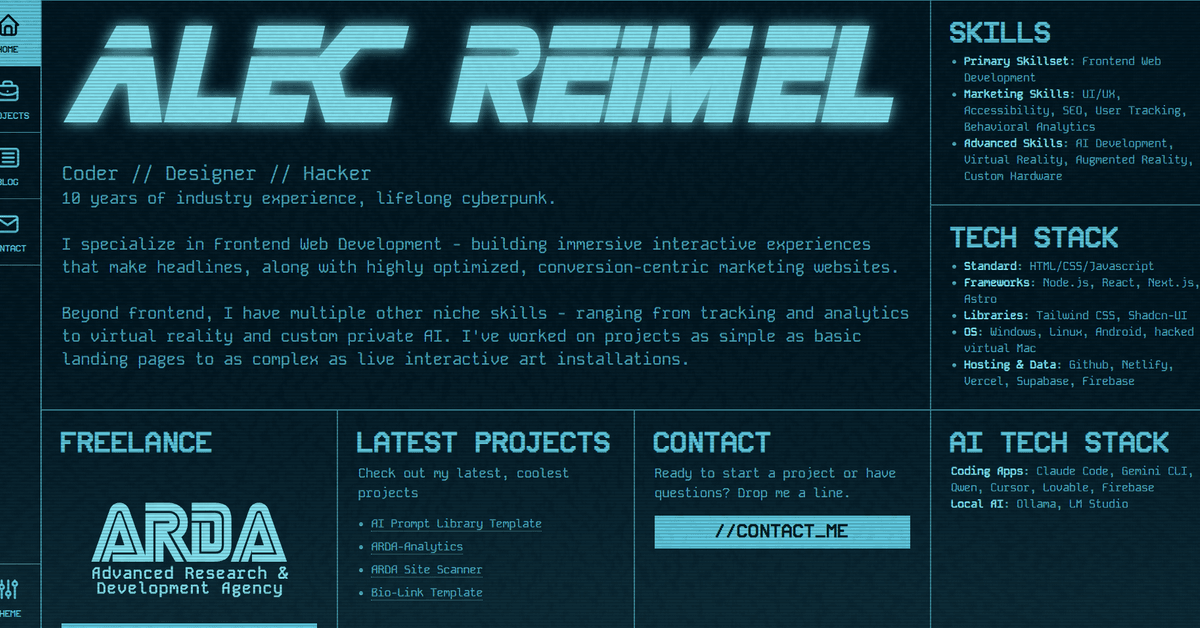 HOME
OJECTS
BLOG
NTACT
HEME
ALEC REIMEL
Coder // Designer // Hacker
10 years of industry experience, lifelong cyberpunk.
I specialize in Frontend Web Development - building immersive interactive experiences
that make headlines, along with highly optimized, conversion-centric marketing websites.
Beyond frontend, I have multiple other niche skills - ranging from tracking and analytics
to virtual reality and custom private AI. I've worked on projects as simple as basic
landing pages to as complex as live interactive art installations.
SKILLS
• Primary Skillset: Frontend Web
Development
• Marketing Skills: UI/UX,
Accessibility, SEO, User Tracking,
Behavioral Analytics
• Advanced Skills: AI Development,
Virtual Reality, Augmented Reality,
Custom Hardware
TECH STACK
• Standard: HTML/CSS/Javascript
• Frameworks: Node.js, React, Next.js,
Astro
• Libraries: Tailwind CSS, Shadcn-UI
• OS: Windows, Linux, Android, hacked
virtual Mac
• Hosting & Data: Github, Netlify,
Vercel, Supabase, Firebase
FREELANCE
ARDA
Advanced Research &
Development Agency
LATEST PROJECTS
Check out my latest, coolest
projects
• AI Prompt Library Template
• ARDA-Analytics
• ARDA Site Scanner
• Bio-Link Template
CONTACT
Ready to start a project or have
questions? Drop me a line.
//CONTACT_ME
AI TECH STACK
Coding Apps: Claude Code, Gemini CLI,
Qwen, Cursor, Lovable, Firebase
Local AI: Ollama, LM Studio